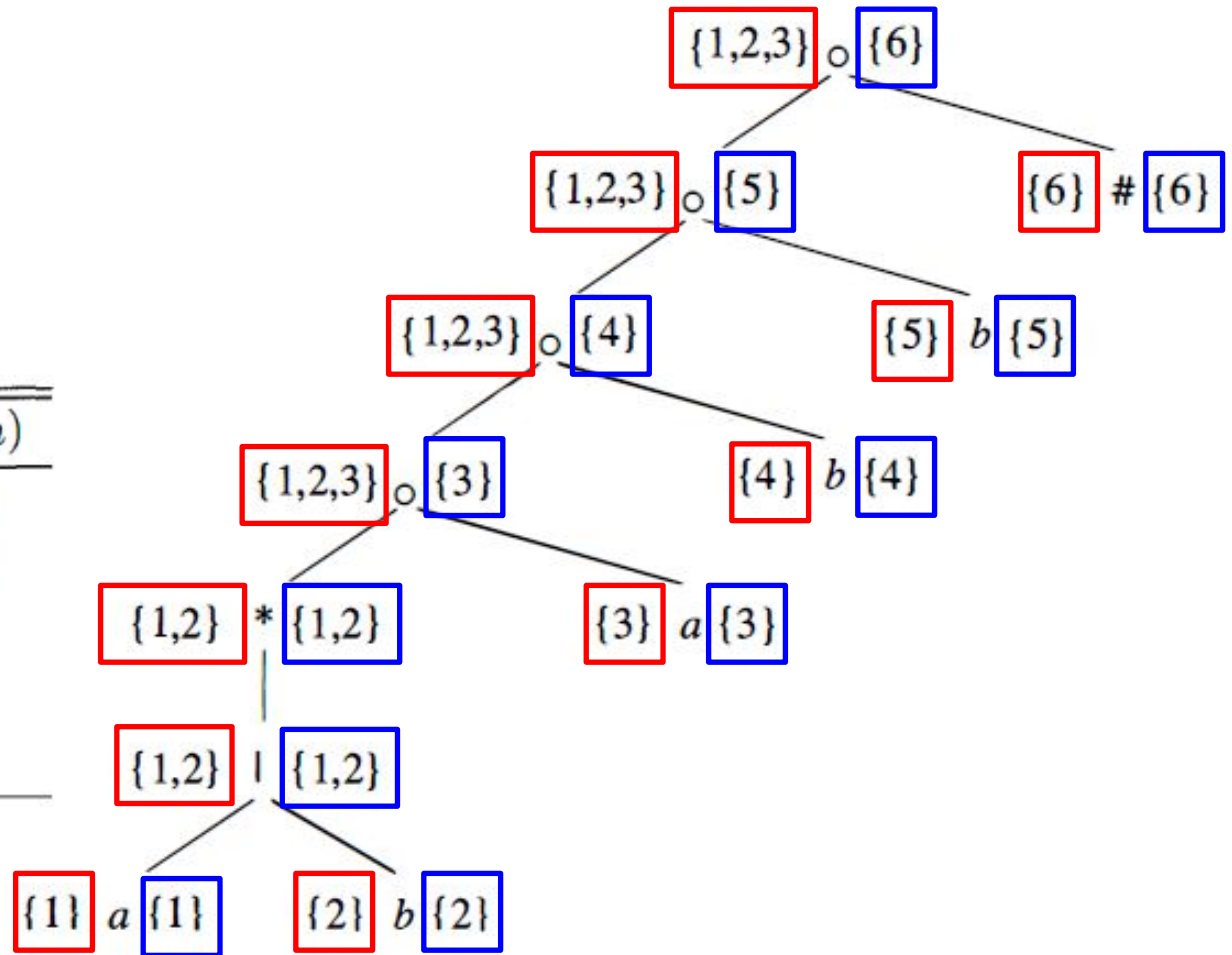 {1,2,3} ○ {6}
{1,2,3} ○ {5} {6} # {6}
{1,2,3} ○ {4} {5} b {5}
)
{1,2,3} ○ {3} {4} b {4}
{1,2} * {1,2} {3} a {3}
{1,2} | {1,2}
{1} a {1} {2} b {2}